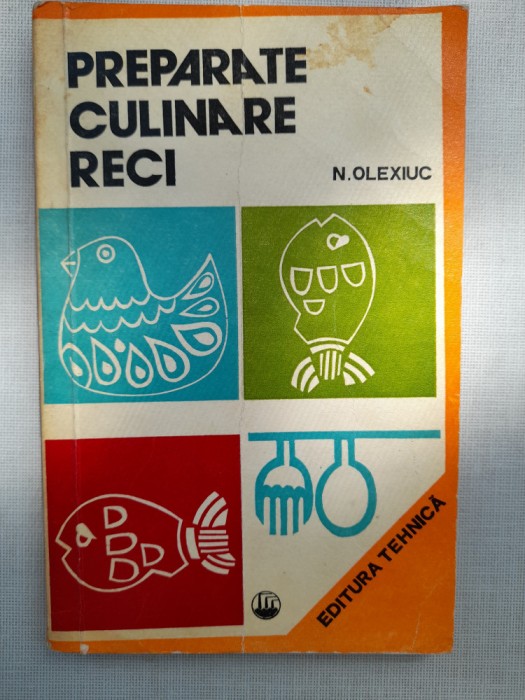 PREPARATE
CULINARE
RECI
N.OLEXIUC
EDITURA TEHNICĂ